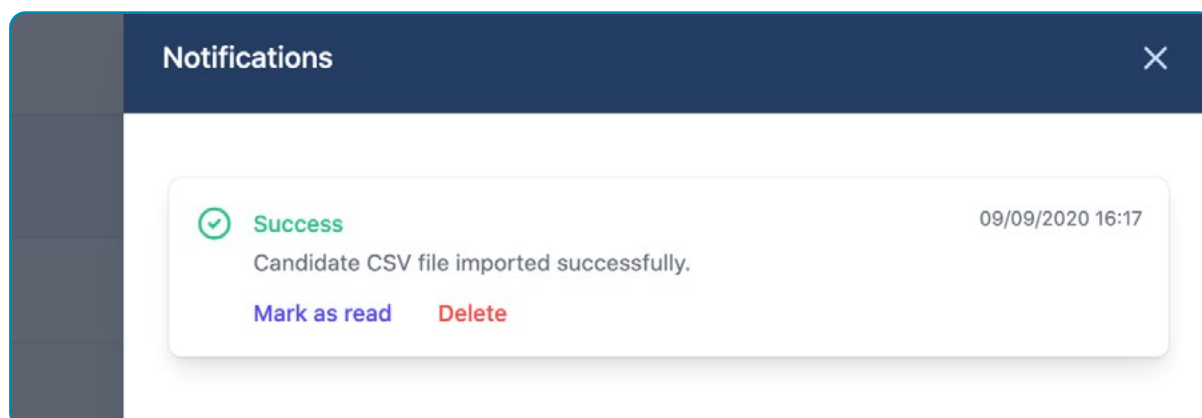 Notifications
Success
09/09/2020 16:17
Candidate CSV file imported successfully.
Mark as read
Delete